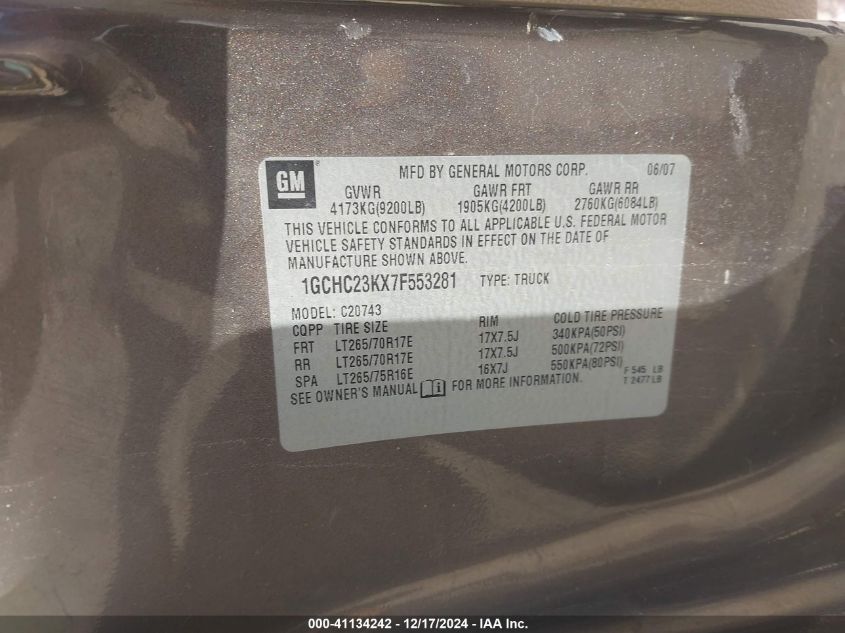 GM ® MFD BY GENERAL MOTORS CORP. 06/07
GVWR GAWR FRT GAWR RR
4173KG(9200LB) 1905KG(4200LB) 2760KG(6084LB)
THIS VEHICLE CONFORMS TO ALL APPLICABLE U.S. FEDERAL MOTOR
VEHICLE SAFETY STANDARDS IN EFFECT ON THE DATE OF
MANUFACTURE SHOWN ABOVE.
1GCHC23KX7F553281 TYPE: TRUCK
MODEL: C20743
CQPP TIRE SIZE RIM COLD TIRE PRESSURE
FRT LT265/70R17E 17X7.5J 340KPA(50PSI)
RR LT265/70R17E 17X7.5J 500KPA(72PSI)
SPA LT265/75R16E 16X7J 550KPA(80PSI) F 545 LB
SEE OWNER'S MANUAL FOR MORE INFORMATION. T 2477 LB
000-41134242 - 12/17/2024 - IAA Inc.